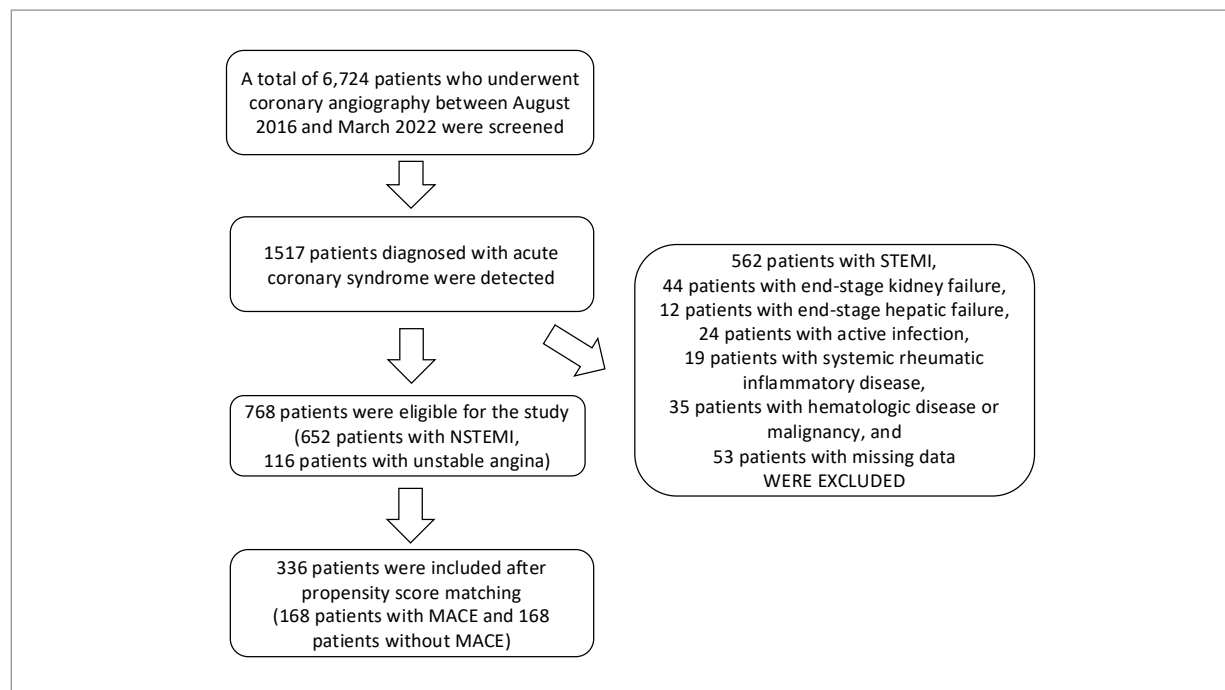 A total of 6,724 patients who underwent
coronary angiography between August
2016 and March 2022 were screened
1517 patients diagnosed with acute
coronary syndrome were detected
562 patients with STEMI,
44 patients with end-stage kidney failure,
12 patients with end-stage hepatic failure,
24 patients with active infection,
19 patients with systemic rheumatic
inflammatory disease,
35 patients with hematologic disease or
malignancy, and
53 patients with missing data
WERE EXCLUDED
768 patients were eligible for the study
(652 patients with NSTEMI,
116 patients with unstable angina)
336 patients were included after
propensity score matching
(168 patients with MACE and 168
patients without MACE)